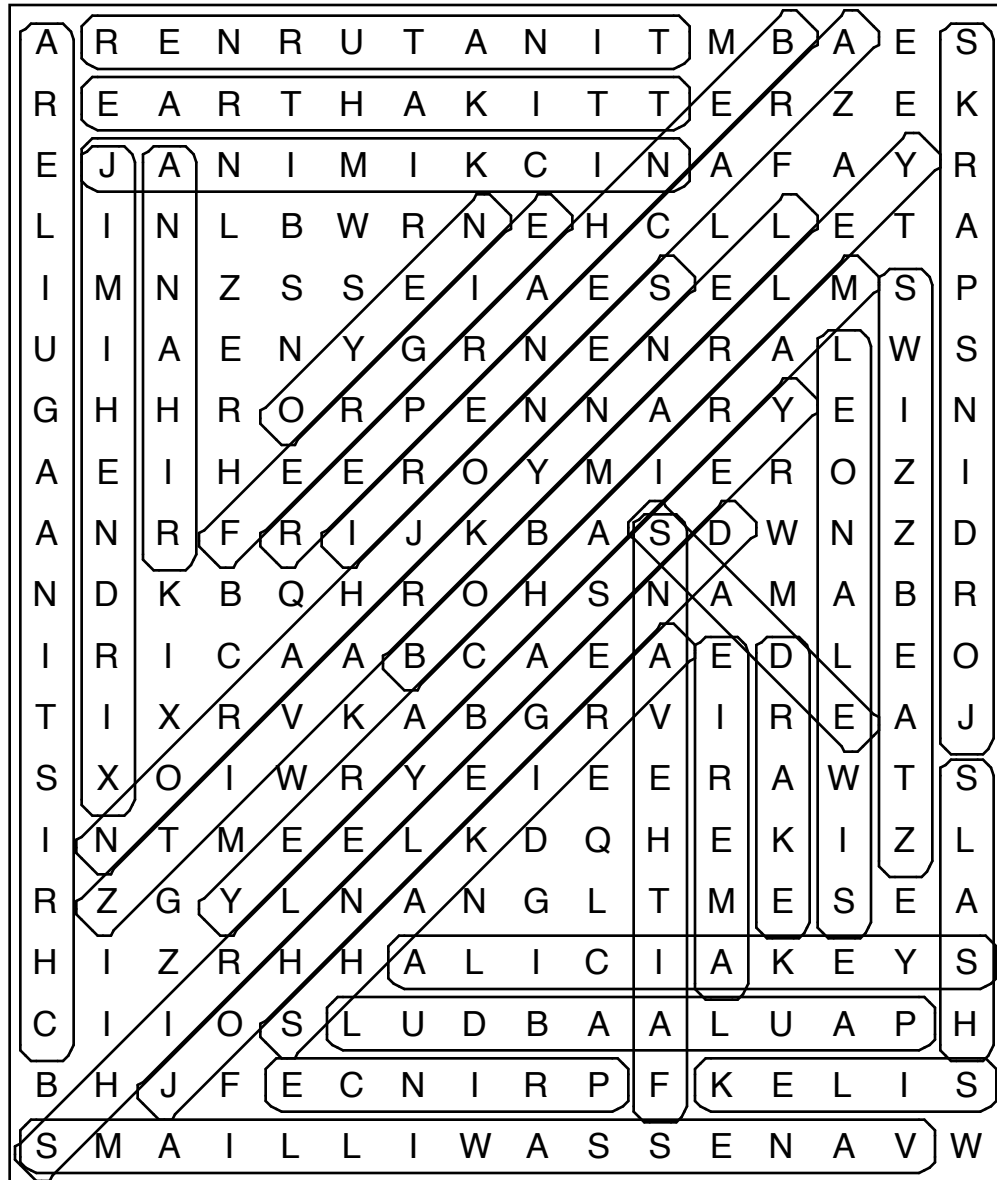 A R E N R U T A N I T M B A E S
R E A R T H A K I T T E R Z E K
E J A N I M I K C I N A F A Y R
L I N L B W R N E H C L L E T A
I M N Z S S E I A E S E L M S P
U I A E N Y G R N E N R A L W S
G H H R O R P E N N A R Y E I N
A E I H E E R O Y M I E R O Z I
A N R F R I J K B A S D W N Z D
N D K B Q H R O H S N A M A B R
I R I C A A B C A E A E D L E O
T I X R V K A B G R V I R E A J
S X O I W R Y E I E E R A W T S
I N T M E E L K D Q H E K I Z L
R Z G Y L N A N G L T M E S E A
H I Z R H H A L I C I A K E Y S
C I I O S L U D B A A L U A P H
B H J F E C N I R P F K E L I S
S M A I L L I W A S S E N A V W